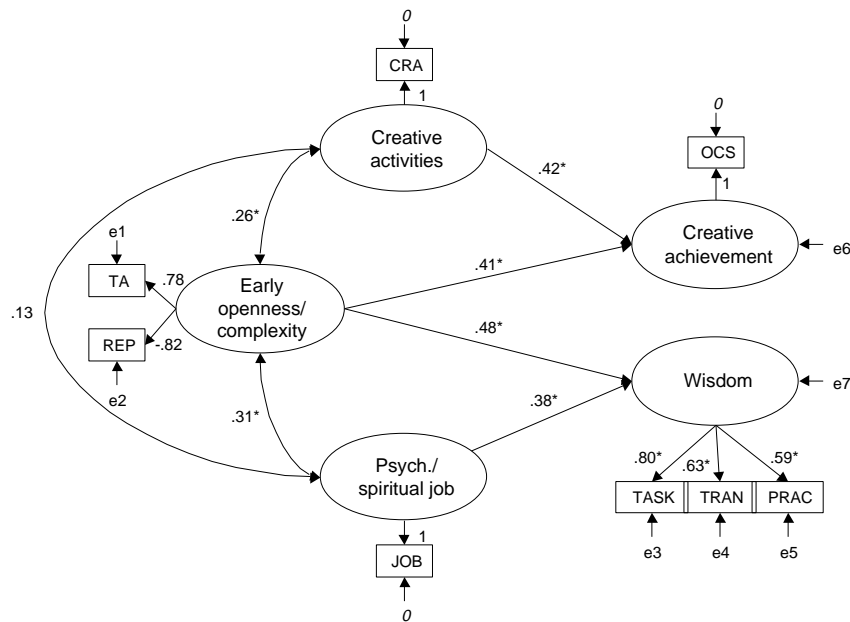 0
CRA
1
Creative
activities
0
OCS
1
.42*
.26*
Creative
achievement
e6
e1
TA
.78
Early
openness/
complexity
.41*
.13
REP
-.82
e2
.48*
Wisdom
e7
.31*
.38*
Psych./
spiritual job
.80*
.63*
.59*
TASK
TRAN
PRAC
1
JOB
e3
e4
e5
0